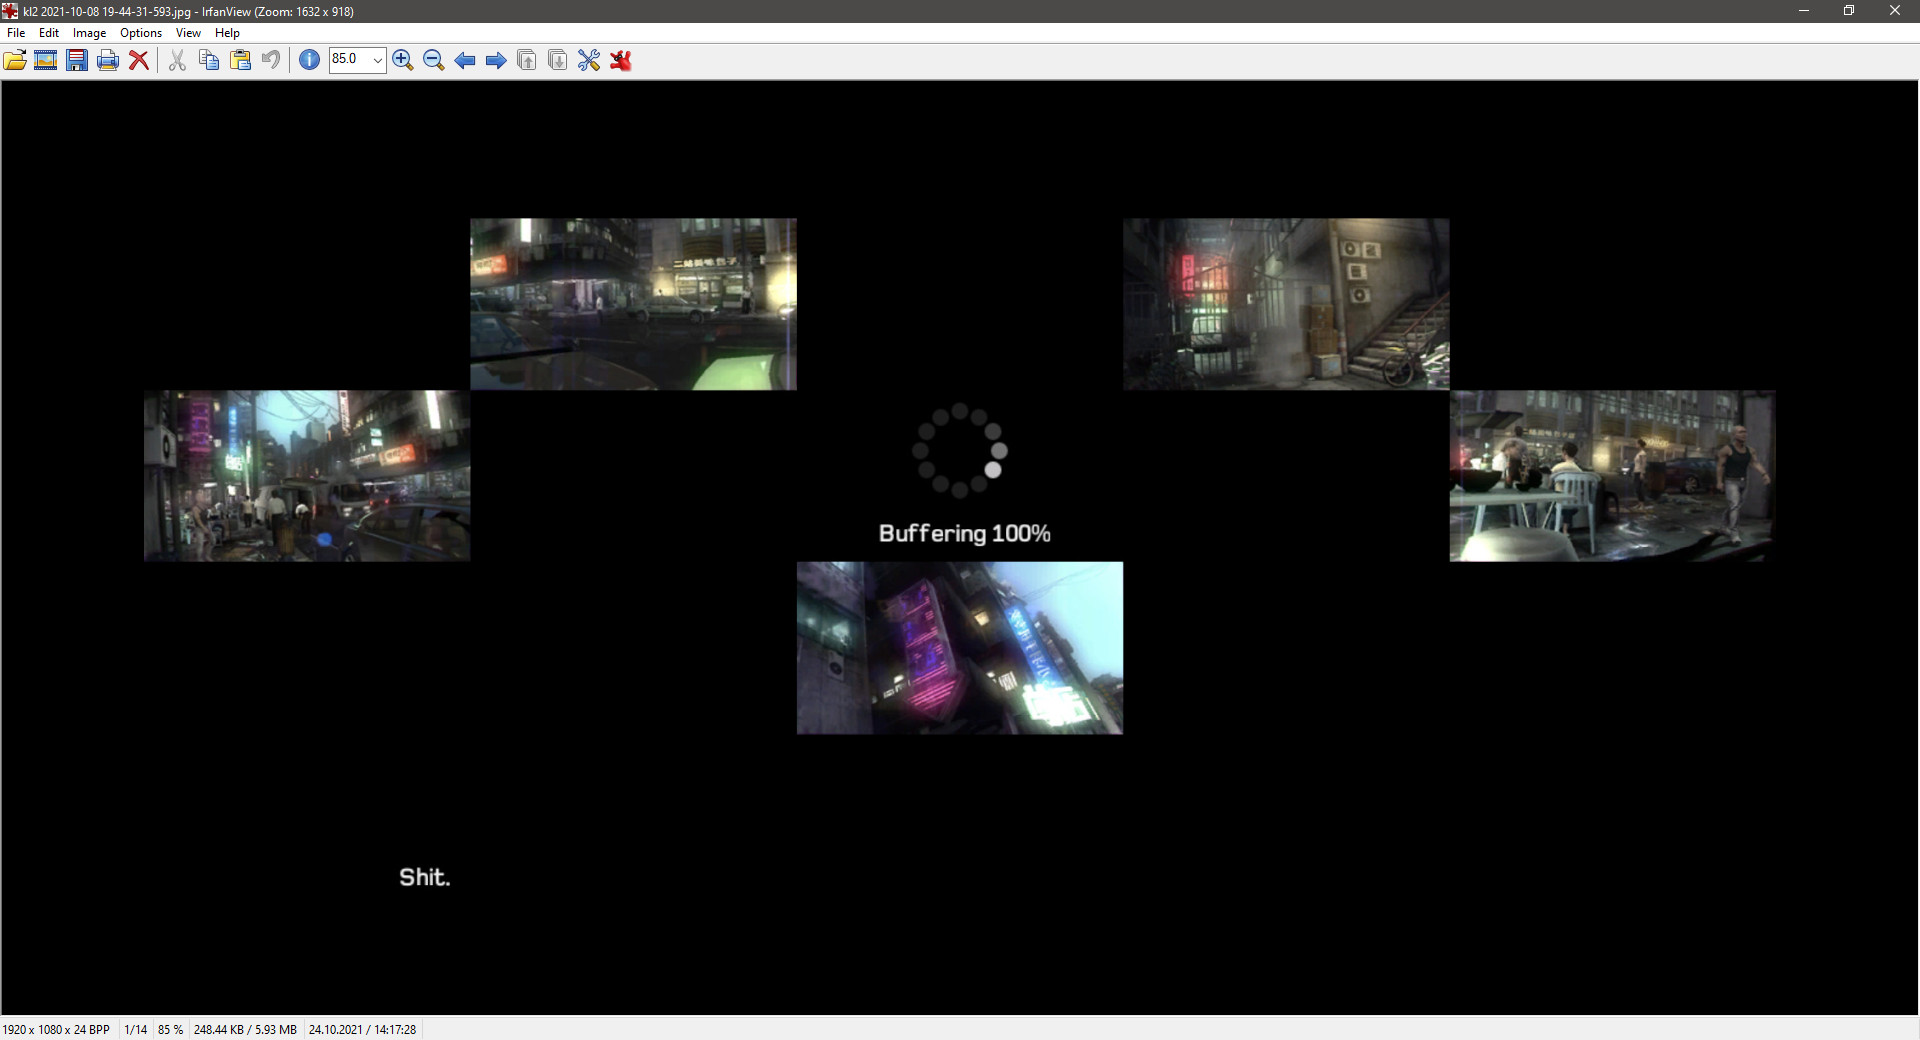 kl2 2021-10-08 19-44-31-593.jpg - IrfanView (Zoom: 1632 x 918)
File Edit Image Options View Help
85.0
Buffering 100%
Shit.
1920 x 1080 x 24 BPP 1/14 85 % 248.44 KB / 5.93 MB 24.10.2021 / 14:17:28